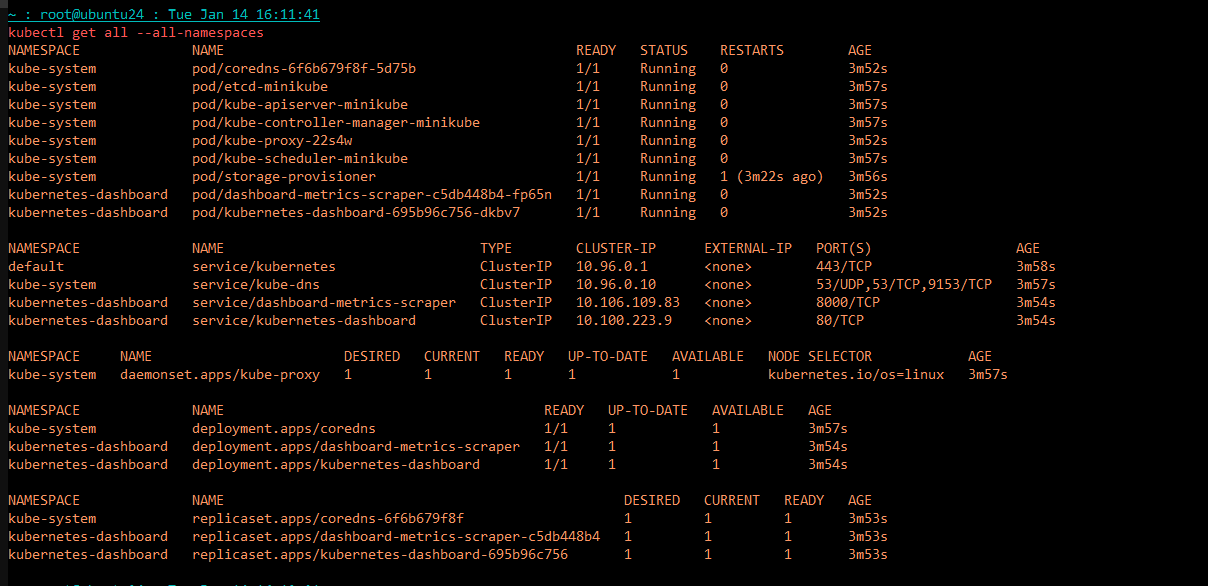 ~ : root@ubuntu24 : Tue Jan 14 16:11:41
kubectl get all --all-namespaces
NAMESPACE NAME READY STATUS RESTARTS AGE
kube-system pod/coredns-6f6b679f8f-5d75b 1/1 Running 0 3m52s
kube-system pod/etcd-minikube 1/1 Running 0 3m57s
kube-system pod/kube-apiserver-minikube 1/1 Running 0 3m57s
kube-system pod/kube-controller-manager-minikube 1/1 Running 0 3m57s
kube-system pod/kube-proxy-22s4w 1/1 Running 0 3m52s
kube-system pod/kube-scheduler-minikube 1/1 Running 0 3m57s
kube-system pod/storage-provisioner 1/1 Running 1 (3m22s ago) 3m56s
kubernetes-dashboard pod/dashboard-metrics-scraper-c5db448b4-fp65n 1/1 Running 0 3m52s
kubernetes-dashboard pod/kubernetes-dashboard-695b96c756-dkbv7 1/1 Running 0 3m52s
NAMESPACE NAME TYPE CLUSTER-IP EXTERNAL-IP PORT(S) AGE
default service/kubernetes ClusterIP 10.96.0.1 <none> 443/TCP 3m58s
kube-system service/kube-dns ClusterIP 10.96.0.10 <none> 53/UDP,53/TCP,9153/TCP 3m57s
kubernetes-dashboard service/dashboard-metrics-scraper ClusterIP 10.106.109.83 <none> 8000/TCP 3m54s
kubernetes-dashboard service/kubernetes-dashboard ClusterIP 10.100.223.9 <none> 80/TCP 3m54s
NAMESPACE NAME DESIRED CURRENT READY UP-TO-DATE AVAILABLE NODE SELECTOR AGE
kube-system daemonset.apps/kube-proxy 1 1 1 1 1 kubernetes.io/os=linux 3m57s
NAMESPACE NAME READY UP-TO-DATE AVAILABLE AGE
kube-system deployment.apps/coredns 1/1 1 1 3m57s
kubernetes-dashboard deployment.apps/dashboard-metrics-scraper 1/1 1 1 3m54s
kubernetes-dashboard deployment.apps/kubernetes-dashboard 1/1 1 1 3m54s
NAMESPACE NAME DESIRED CURRENT READY AGE
kube-system replicaset.apps/coredns-6f6b679f8f 1 1 1 3m53s
kubernetes-dashboard replicaset.apps/dashboard-metrics-scraper-c5db448b4 1 1 1 3m53s
kubernetes-dashboard replicaset.apps/kubernetes-dashboard-695b96c756 1 1 1 3m53s